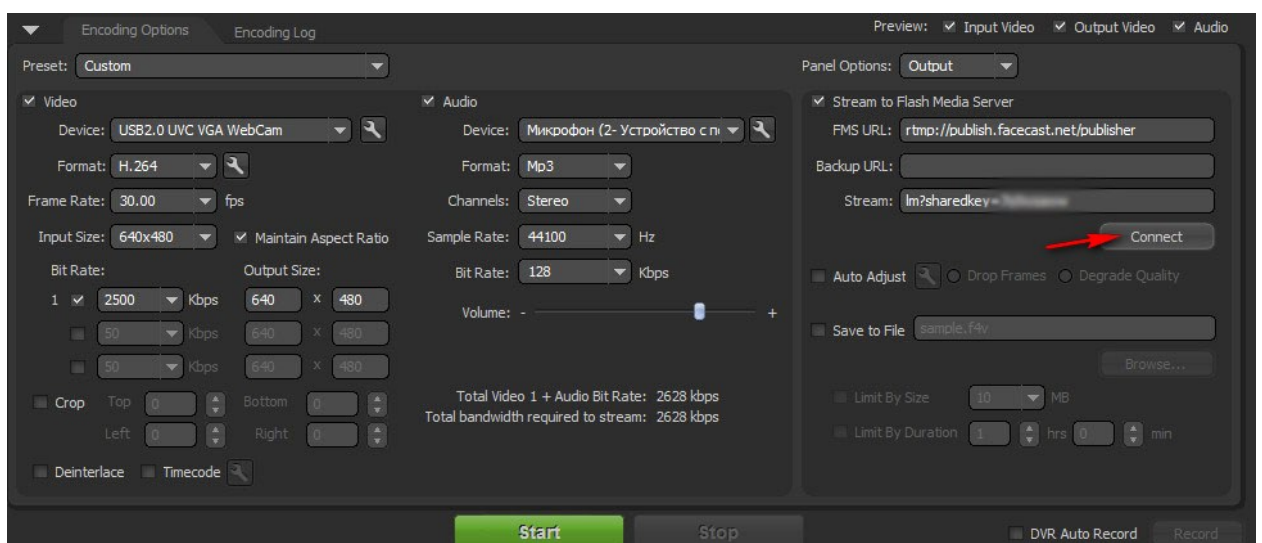 Encoding Options Encoding Log Preview: Input Video Output Video Audio
Preset: Custom Panel Options: Output
Video Audio Stream to Flash Media Server
Device: USB2.0 UVC VGA WebCam Device: Микрофон (2- Устройство с FMS URL: rtmp://publish.facecast.net/publisher
Format: H.264 Format: Mp3 Backup URL:
Frame Rate: 30.00 fps Channels: Stereo Stream: lm?sharedkey=
Input Size: 640x480 Maintain Aspect Ratio Sample Rate: 44100 Hz Connect
Bit Rate: Output Size: Bit Rate: 128 Kbps Auto Adjust Drop Frames Degrade Quality
1 2500 Kbps 640 x 480 Volume: - +
50 Kbps 640 x 480 Save to File sample.f4v
50 Kbps 640 x 480 Browse...
Crop Top 0 Bottom 0 Total Video 1 + Audio Bit Rate: 2628 kbps Limit By Size 10 MB
Left 0 Right 0 Total bandwidth required to stream: 2628 kbps Limit By Duration 1 hrs 0 min
Deinterlace Timecode
Start Stop DVR Auto Record Record